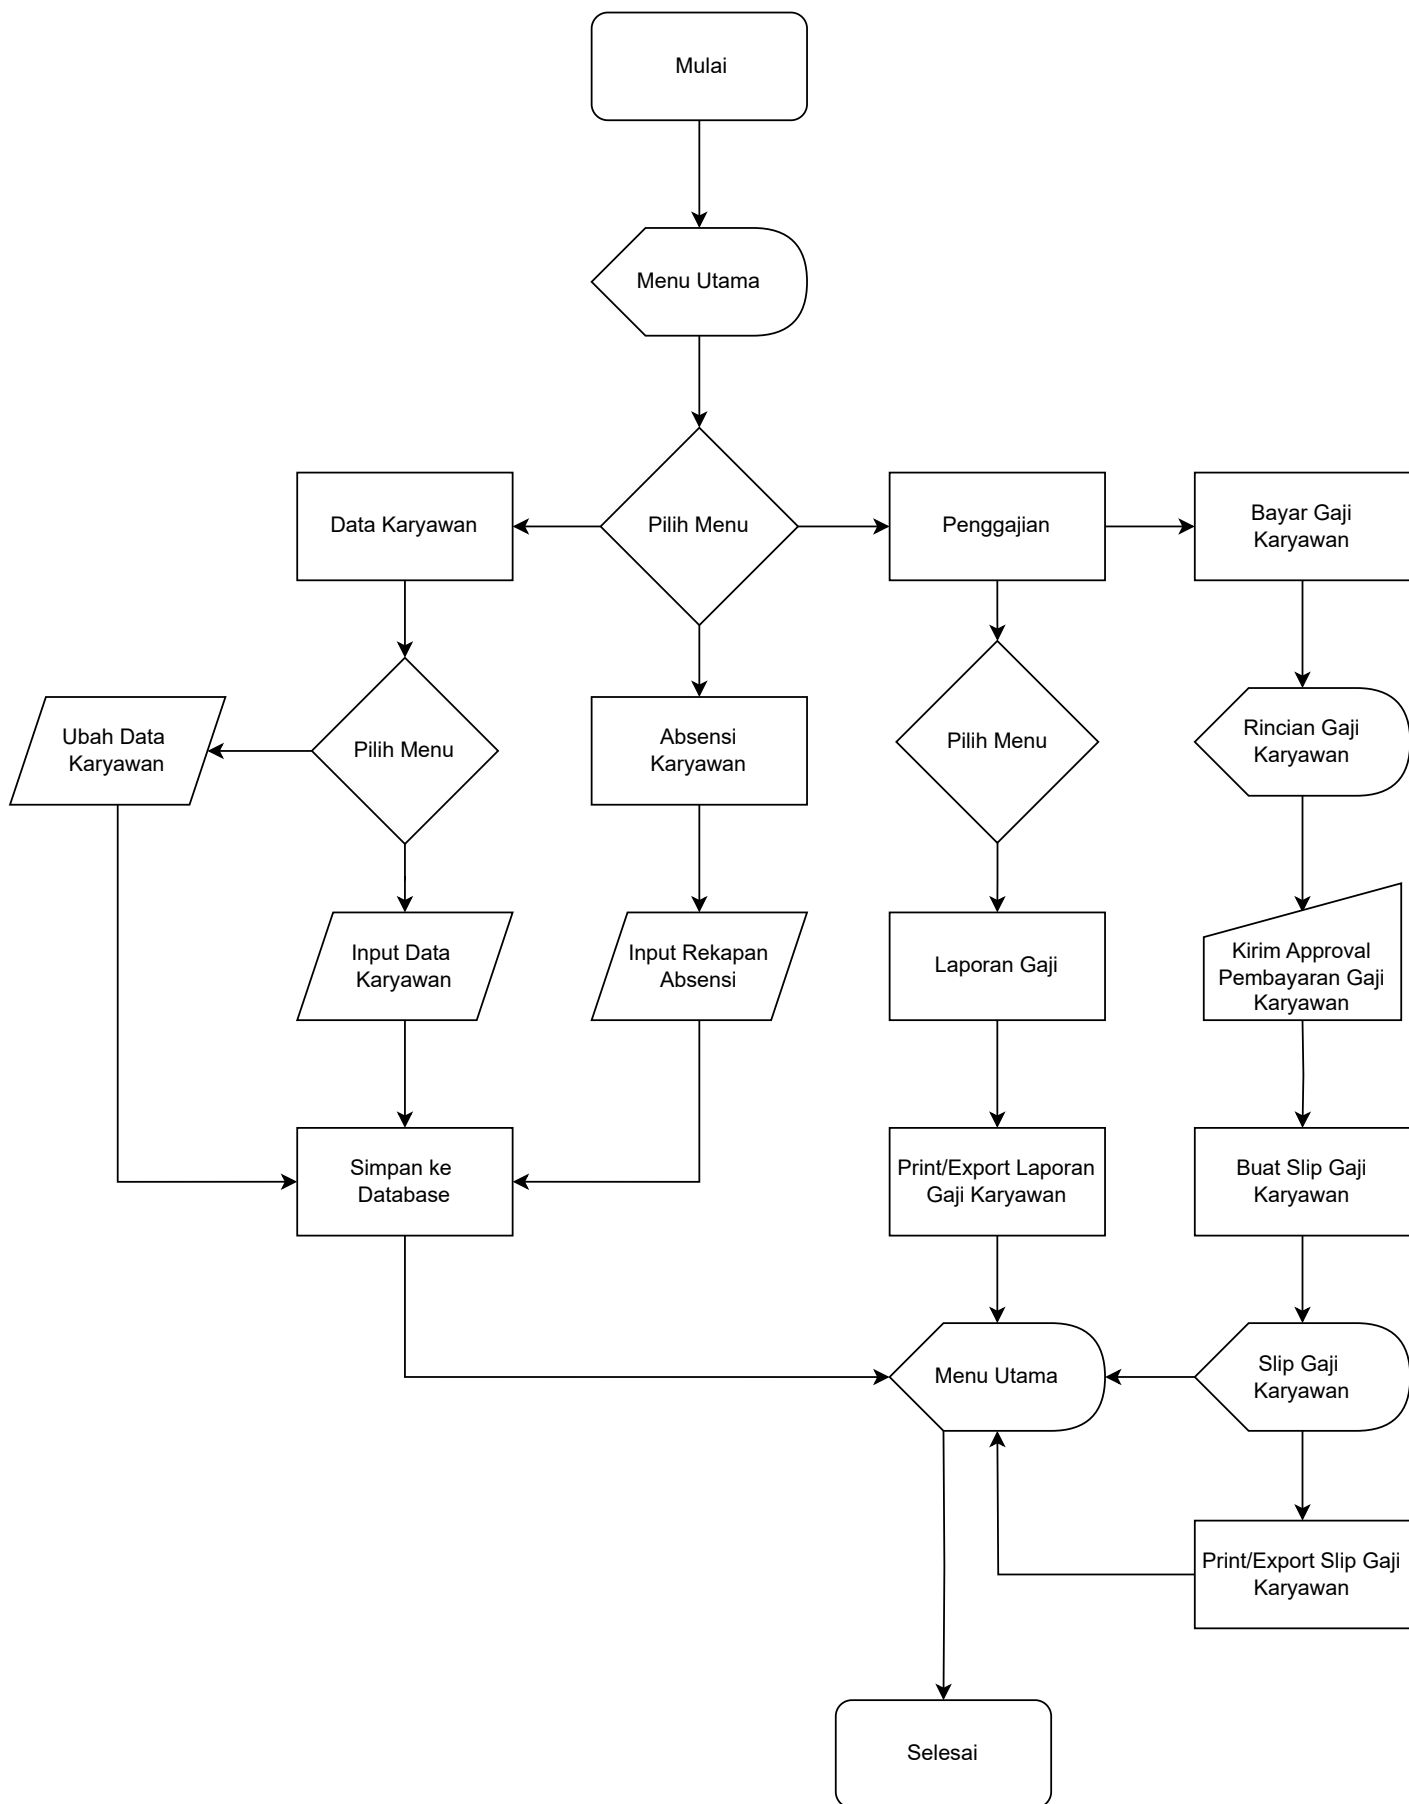 Mulai
Menu Utama
Data Karyawan
Pilih Menu
Penggajian
Bayar Gaji
Karyawan
Ubah Data
Karyawan
Pilih Menu
Absensi
Karyawan
Pilih Menu
Rincian Gaji
Karyawan
Input Data
Karyawan
Input Rekapan
Absensi
Laporan Gaji
Kirim Approval
Pembayaran Gaji
Karyawan
Simpan ke
Database
Print/Export Laporan
Gaji Karyawan
Buat Slip Gaji
Karyawan
Menu Utama
Slip Gaji
Karyawan
Print/Export Slip Gaji
Karyawan
Selesai